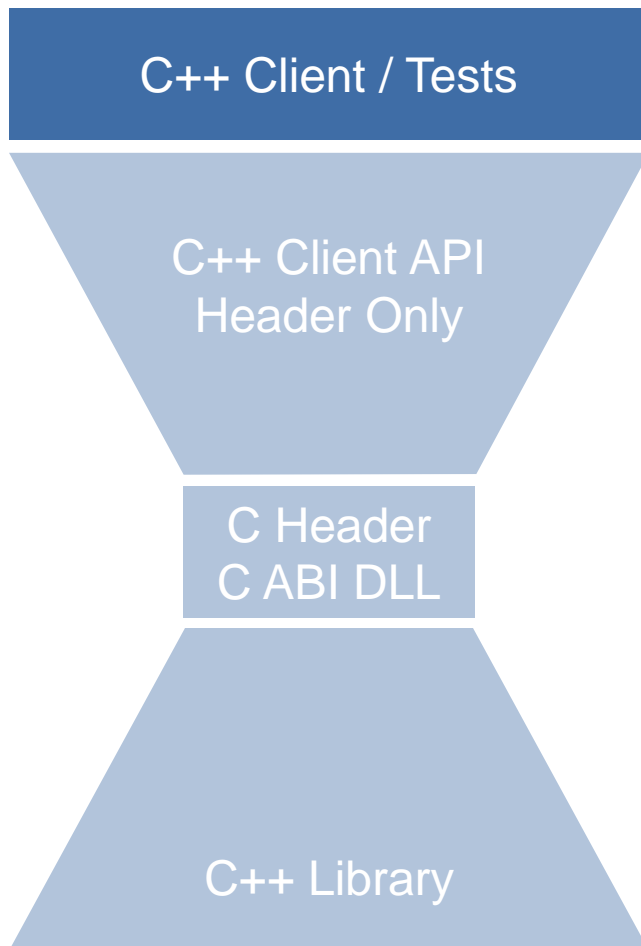 C++ Client / Tests
C++ Client API
Header Only
C Header
C ABI DLL
C++ Library